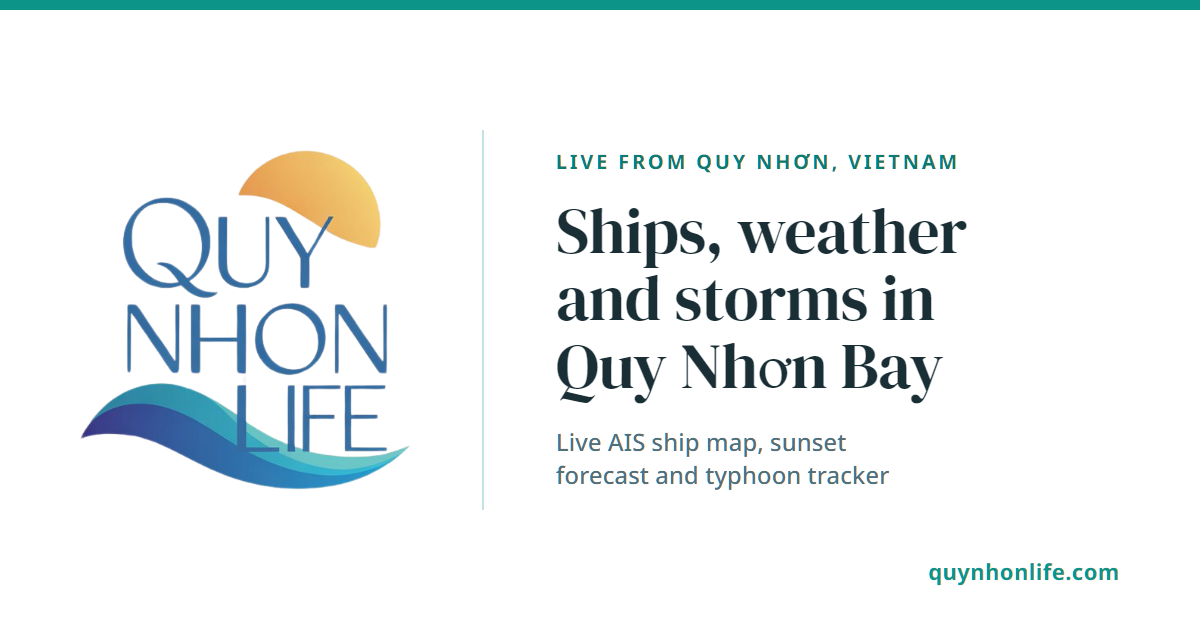 QUY
NHON
LIFE
LIVE FROM QUY NHƠN, VIETNAM
Ships, weather
and storms in
Quy Nhơn Bay
Live AIS ship map, sunset
forecast and typhoon tracker
quynhonlife.com